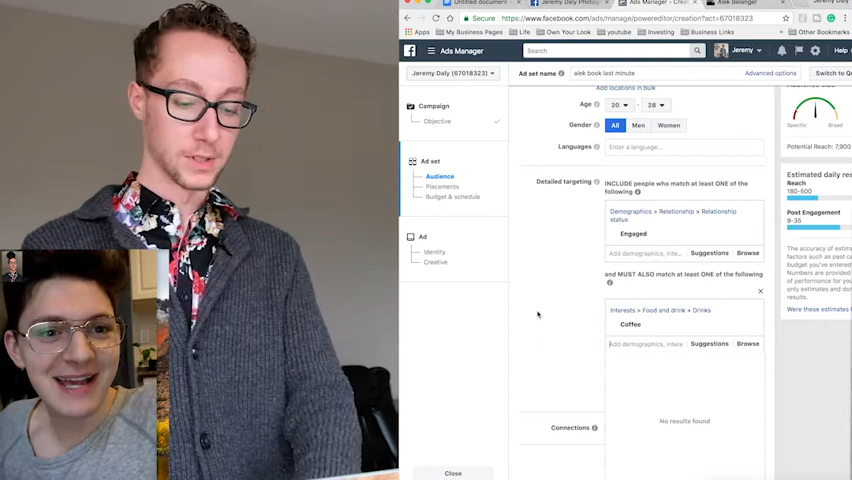 Untitled document
Jeremy Daly Photog
Ads Manager - Creat
Alek Belanger
Jeremy Daly
Secure
https://www.facebook.com/ads/manage/powereditor/creation?act=67018323
Apps
My Business Pages
Life
Own Your Look
youtube
Investing
Business Links
Other Bookmarks
Ads Manager
Search
Jeremy
Help
Jeremy Daly (67018323)
Ad set name
alek book last minute
Advanced options
Switch to Qu
Campaign
Objective
Ad set
Audience
Placements
Budget & schedule
Ad
Identity
Creative
Close
Add locations in bulk
Age
20
-
28
Gender
All
Men
Women
Languages
Enter a language...
Detailed targeting
INCLUDE people who match at least ONE of the
following
Demographics > Relationship > Relationship
status
Engaged
Add demographics, inte...
Suggestions
Browse
and MUST ALSO match at least ONE of the following
Interests > Food and drink > Drinks
Coffee
Add demographics, intere
Suggestions
Browse
No results found
Connections
Specific
Broad
Potential Reach: 7,900
Estimated daily res
Reach
180-500
Post Engagement
9-35
The accuracy of estima
factors such as past ca
budget you've entered
Numbers are provided
of performance for you
only estimates and don
results.
Were these estimates f